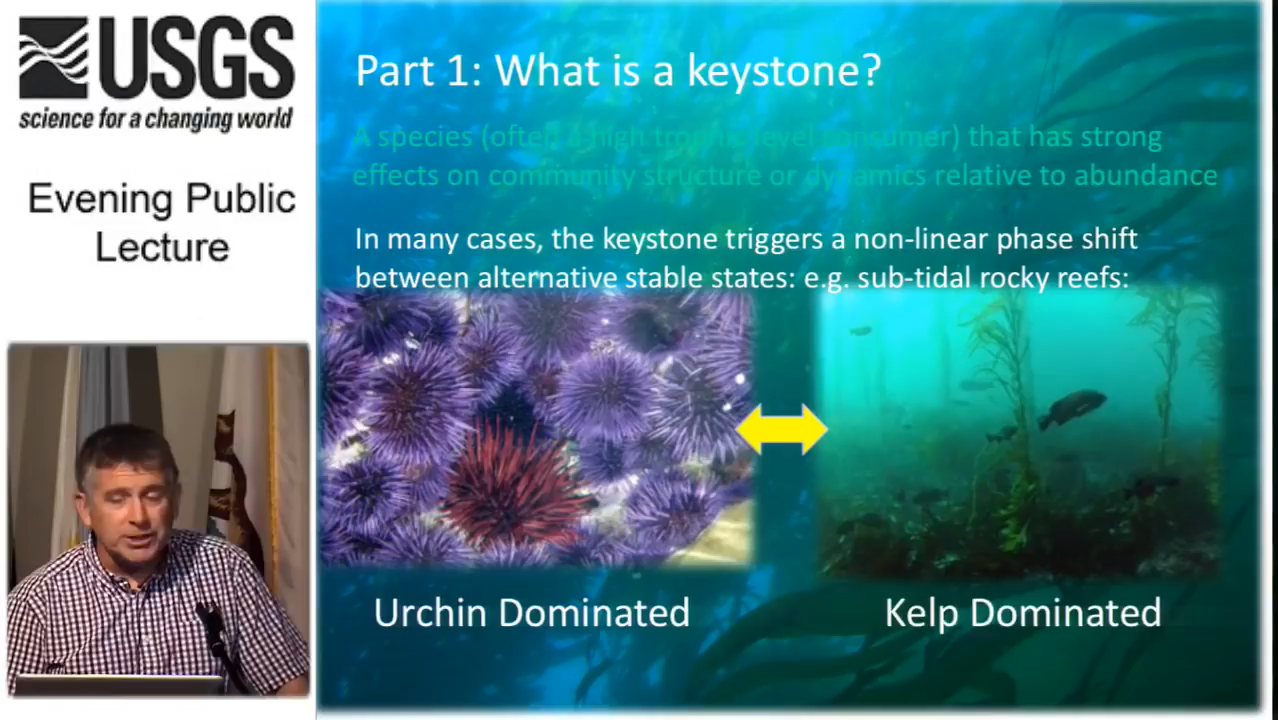 USGS
science for a changing world
Evening Public
Lecture
Part 1: What is a keystone?
A species (often a high trophic level consumer) that has strong
effects on community structure or dynamics relative to abundance
In many cases, the keystone triggers a non-linear phase shift
between alternative stable states: e.g. sub-tidal rocky reefs:
Urchin Dominated
Kelp Dominated